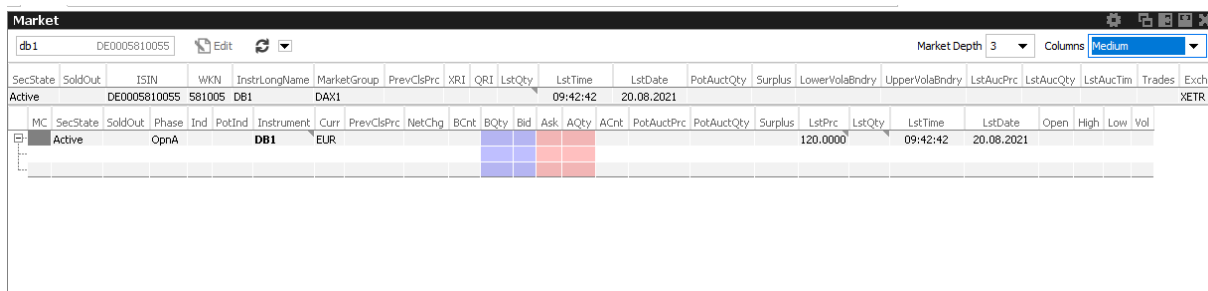 Market
db1 DE0005810055 Edit Market Depth 3 Columns Medium
SecState SoldOut ISIN WKN InstrLongName MarketGroup PrevClsPrc XRI QRI LstQty LstTime LstDate PotAuctQty Surplus LowerVolaBndry UpperVolaBndry LstAucPrc LstAucQty LstAucTim Trades Exch
Active DE0005810055 581005 DB1 DAX1 09:42:42 20.08.2021 XETR
MC SecState SoldOut Phase Ind PotInd Instrument Curr PrevClsPrc NetChg BCnt BQty Bid Ask AQty ACnt PotAuctPrc PotAuctQty Surplus LstPrc LstQty LstTime LstDate Open High Low Vol
Active OpnA DB1 EUR 120.0000 09:42:42 20.08.2021